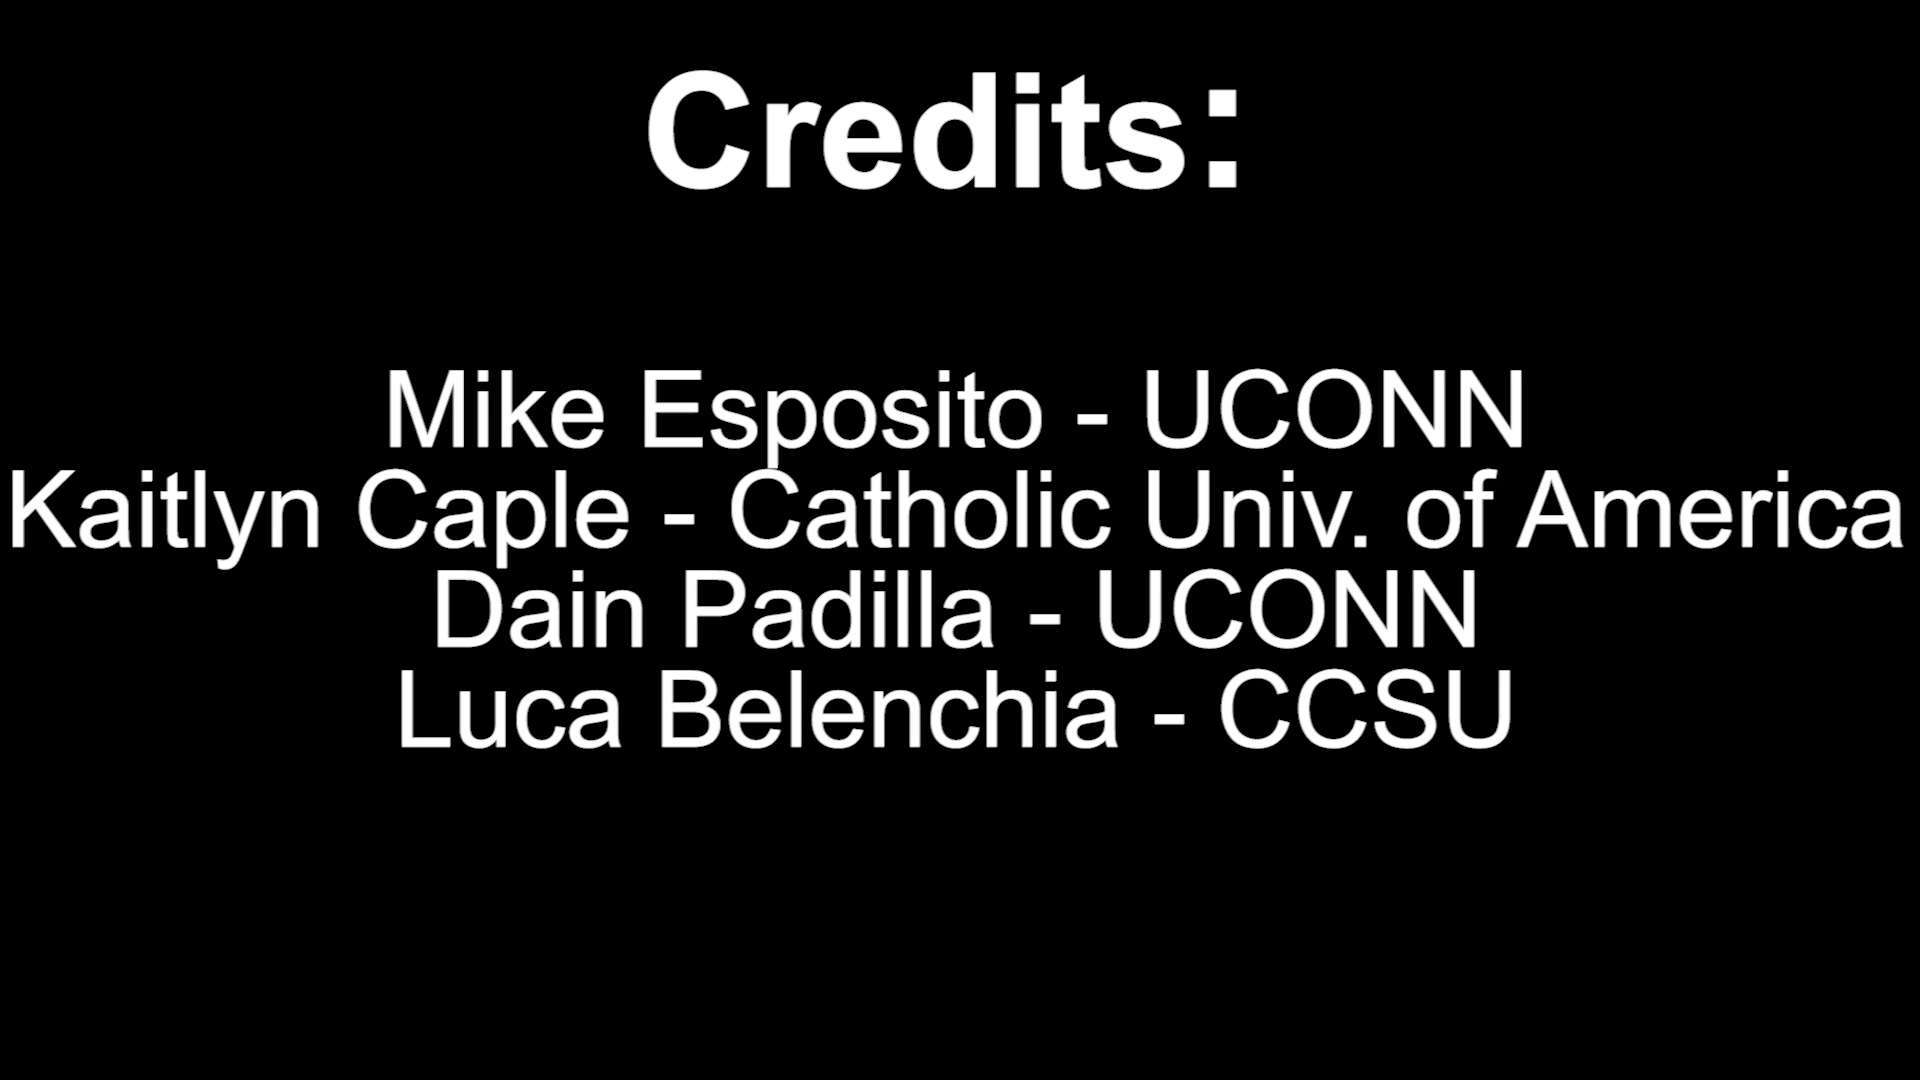 Credits:
Mike Esposito - UCONN
Kaitlyn Caple - Catholic Univ. of America
Dain Padilla - UCONN
Luca Belenchia - CCSU